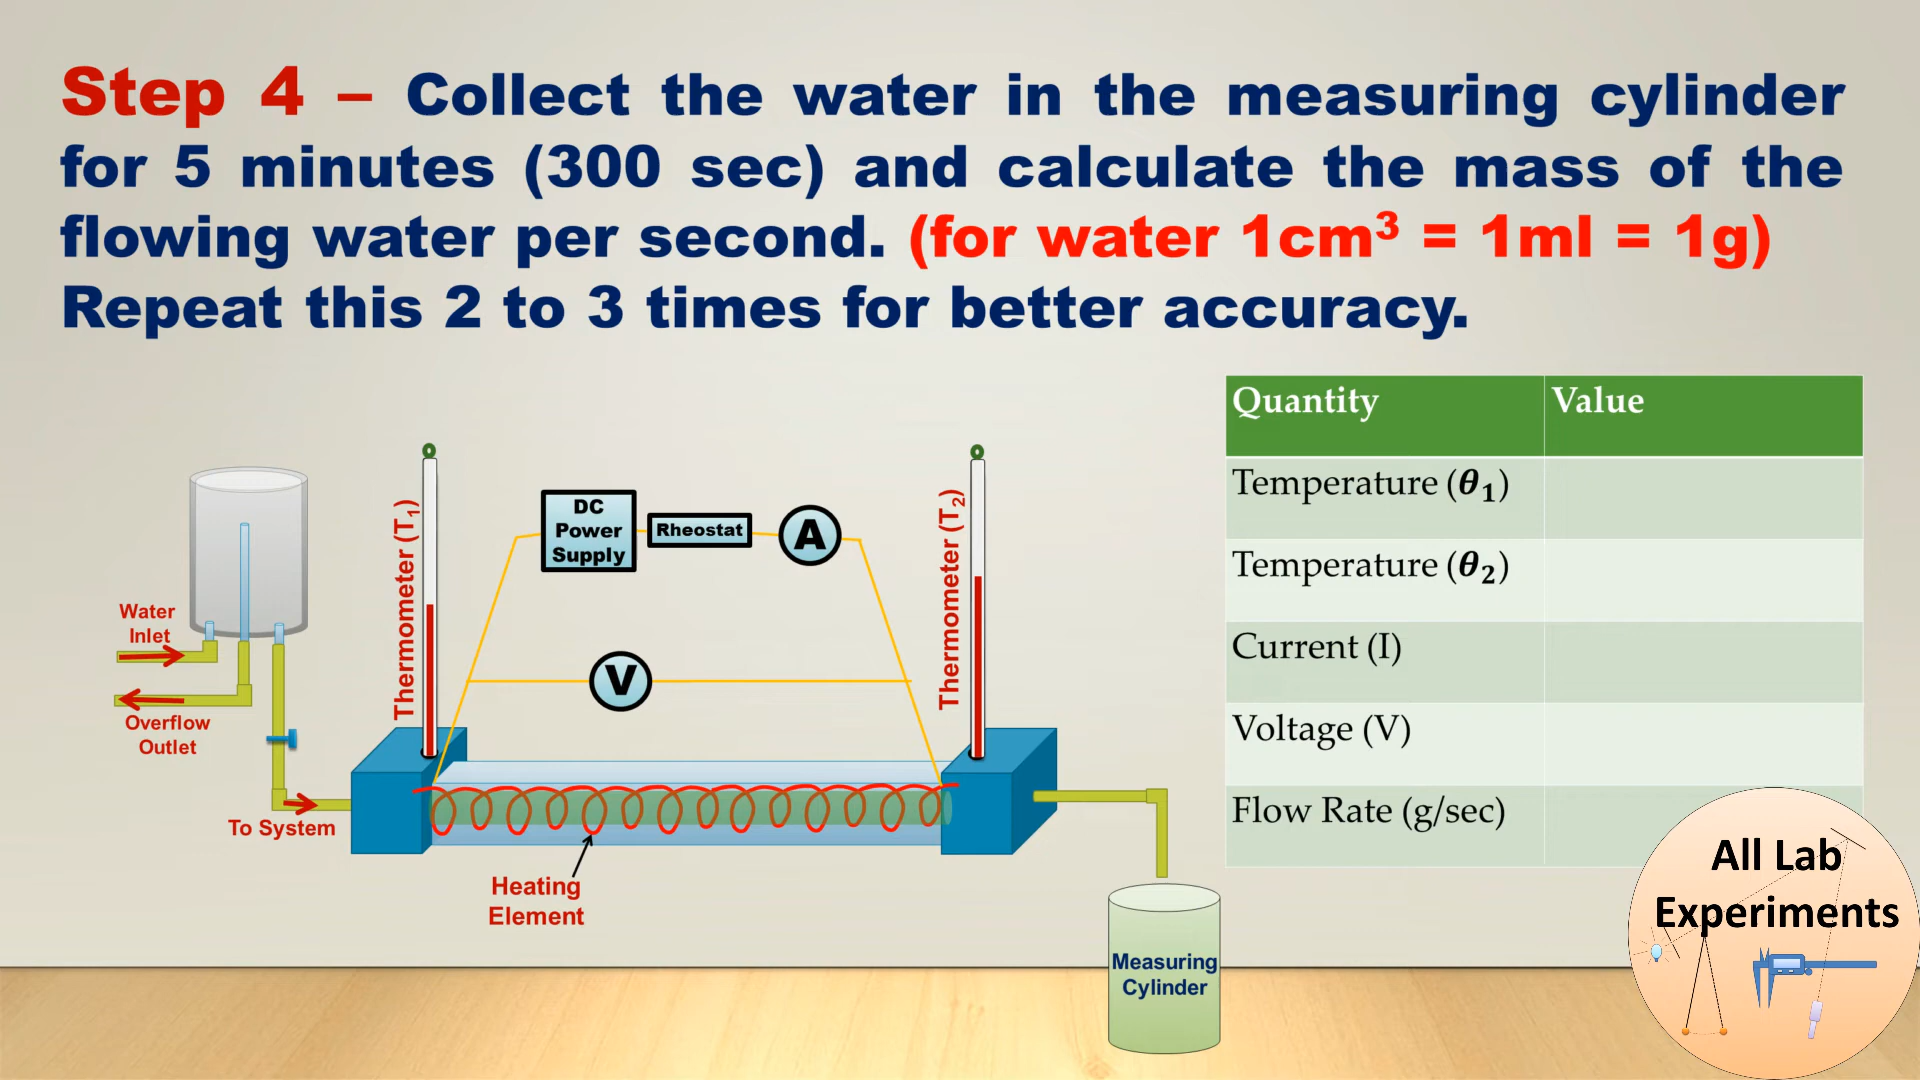 Step 4 – Collect the water in the measuring cylinder
for 5 minutes (300 sec) and calculate the mass of the
flowing water per second. (for water 1cm³ = 1ml = 1g)
Repeat this 2 to 3 times for better accuracy.
Quantity Value
Temperature (θ₁)
Temperature (θ₂)
Current (I)
Voltage (V)
Flow Rate (g/sec)
Thermometer (T₁)
DC
Power
Supply
Rheostat
A
Thermometer (T₂)
V
Water
Inlet
Overflow
Outlet
To System
Heating
Element
Measuring
Cylinder
All Lab
Experiments